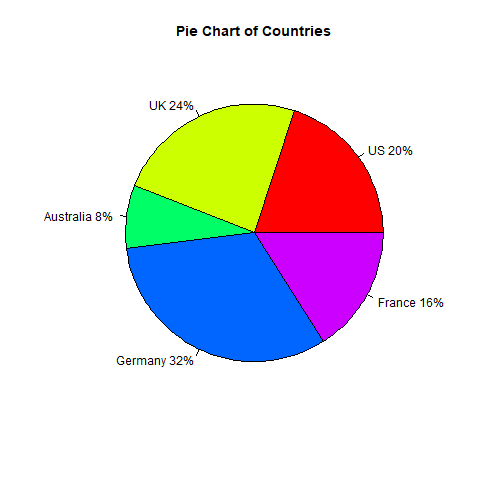 Pie Chart of Countries
UK 24%
US 20%
Australia 8%
France 16%
Germany 32%